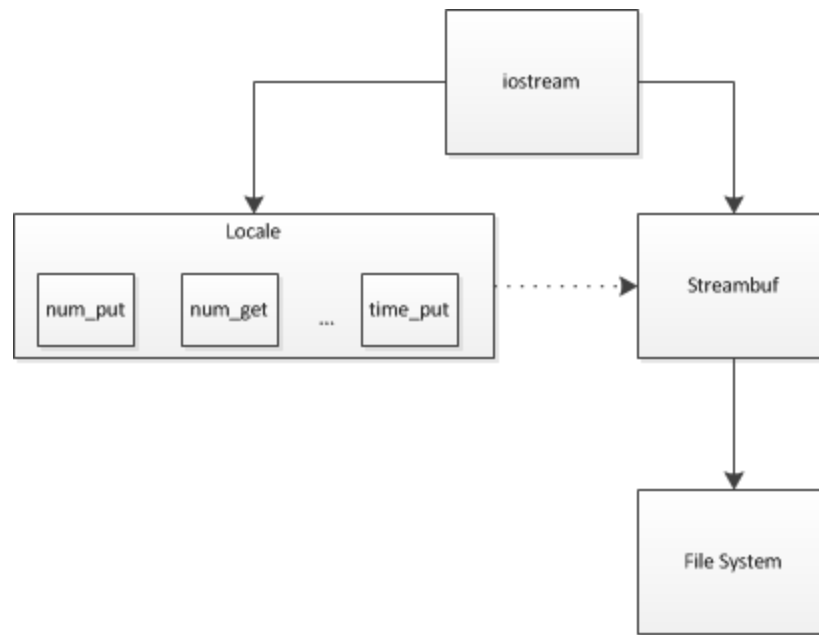 iostream
Locale
num_put num_get ... time_put
Streambuf
File System